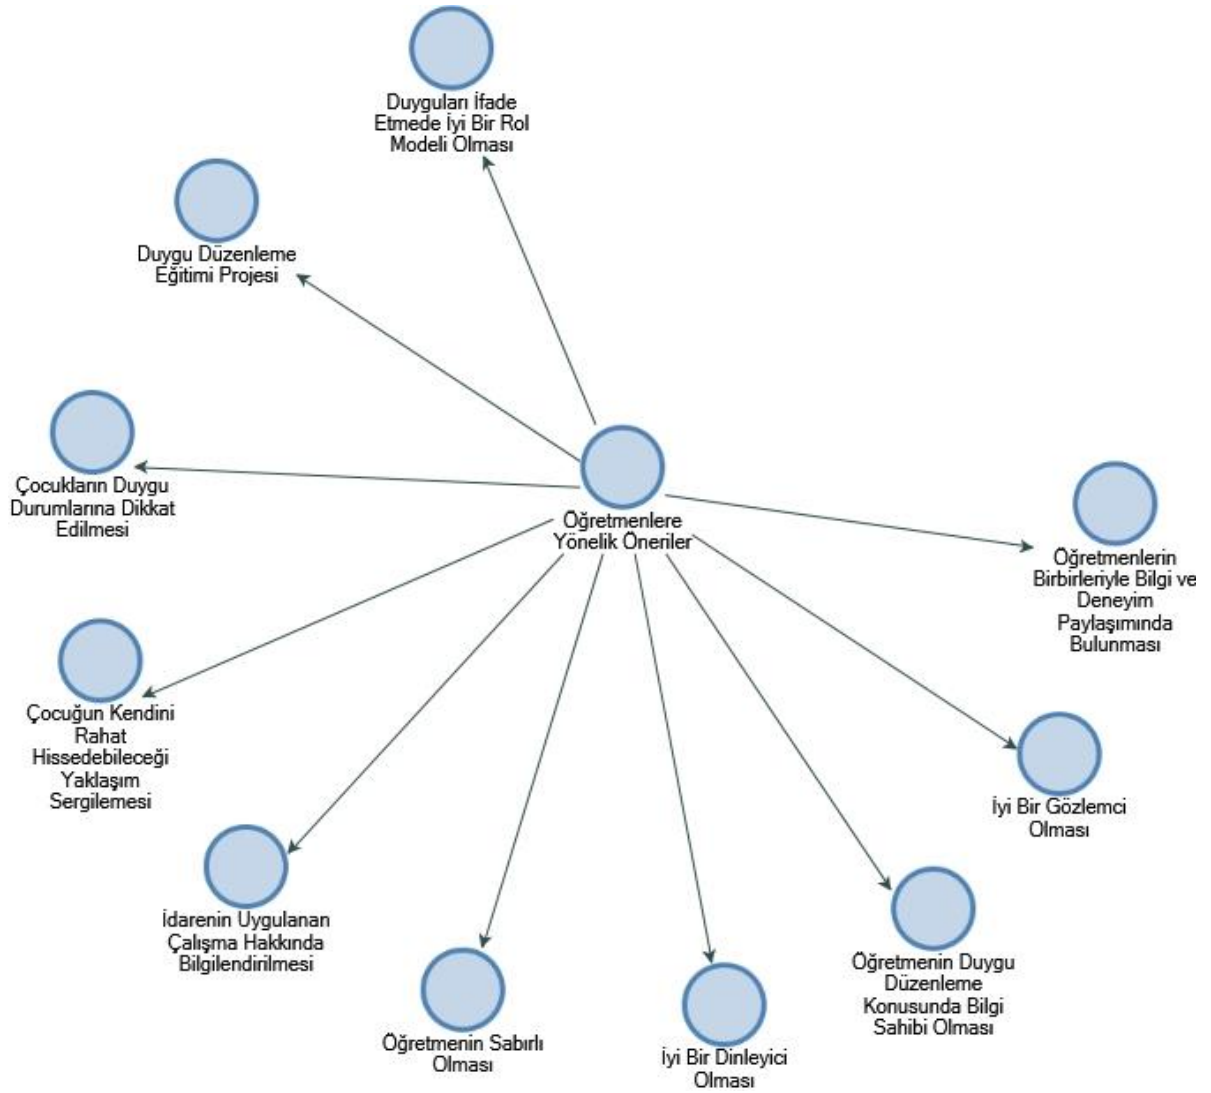 Duyguları İfade
Etmede İyi Bir Rol
Modeli Olması
Duygu Düzenleme
Eğitimi Projesi
Çocukların Duygu
Durumlarına Dikkat
Edilmesi
Öğretmenlere
Yönelik Öneriler
Öğretmenlerin
Birbirleriyle Bilgi ve
Deneyim
Paylaşımında
Bulunması
Çocuğun Kendini
Rahat
Hissedebileceği
Yaklaşım
Sergilemesi
İyi Bir Gözlemci
Olması
İdarenin Uygulanan
Çalışma Hakkında
Bilgilendirilmesi
Öğretmenin Duygu
Düzenleme
Konusunda Bilgi
Sahibi Olması
Öğretmenin Sabırlı
Olması
İyi Bir Dinleyici
Olması